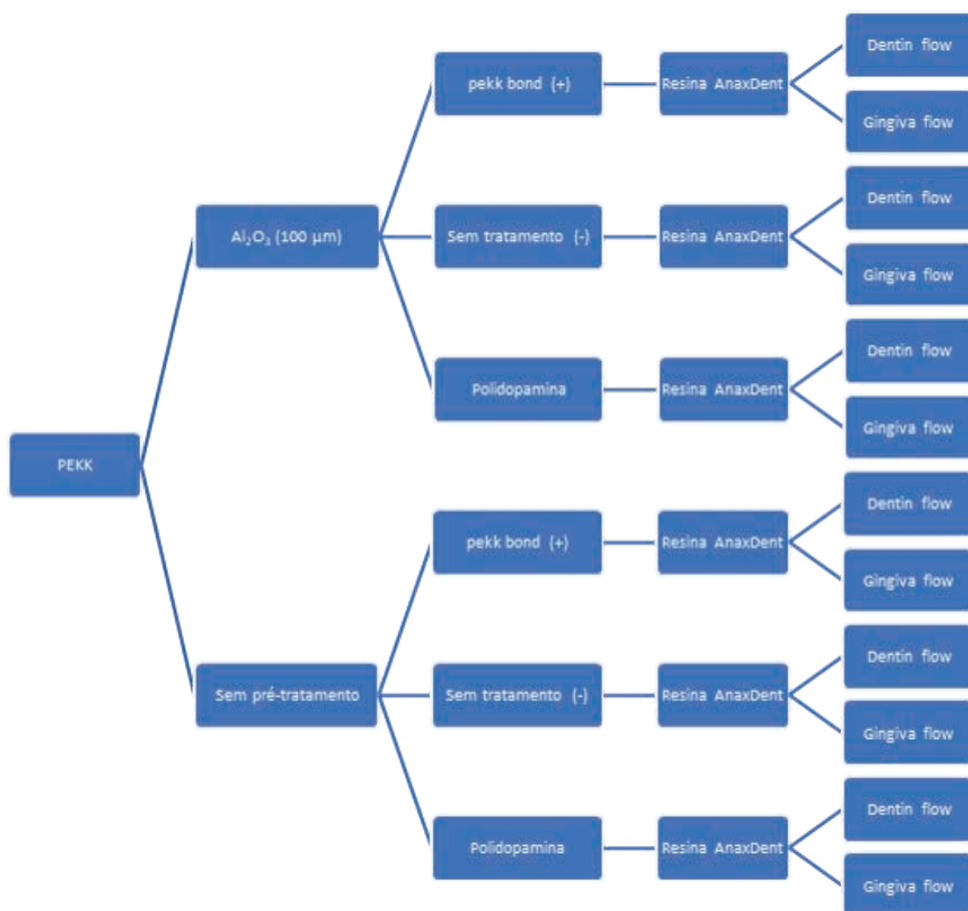 Dentin flow
pekk bond (+)
Resina AnaxDent
Gingiva flow
Dentin flow
Al₂O₃ (100 µm)
Sem tratamento (-)
Resina AnaxDent
Gingiva flow
Dentin flow
Polidopamina
Resina AnaxDent
Gingiva flow
PEKK
Dentin flow
pekk bond (+)
Resina AnaxDent
Gingiva flow
Dentin flow
Sem pré-tratamento
Sem tratamento (-)
Resina AnaxDent
Gingiva flow
Dentin flow
Polidopamina
Resina AnaxDent
Gingiva flow